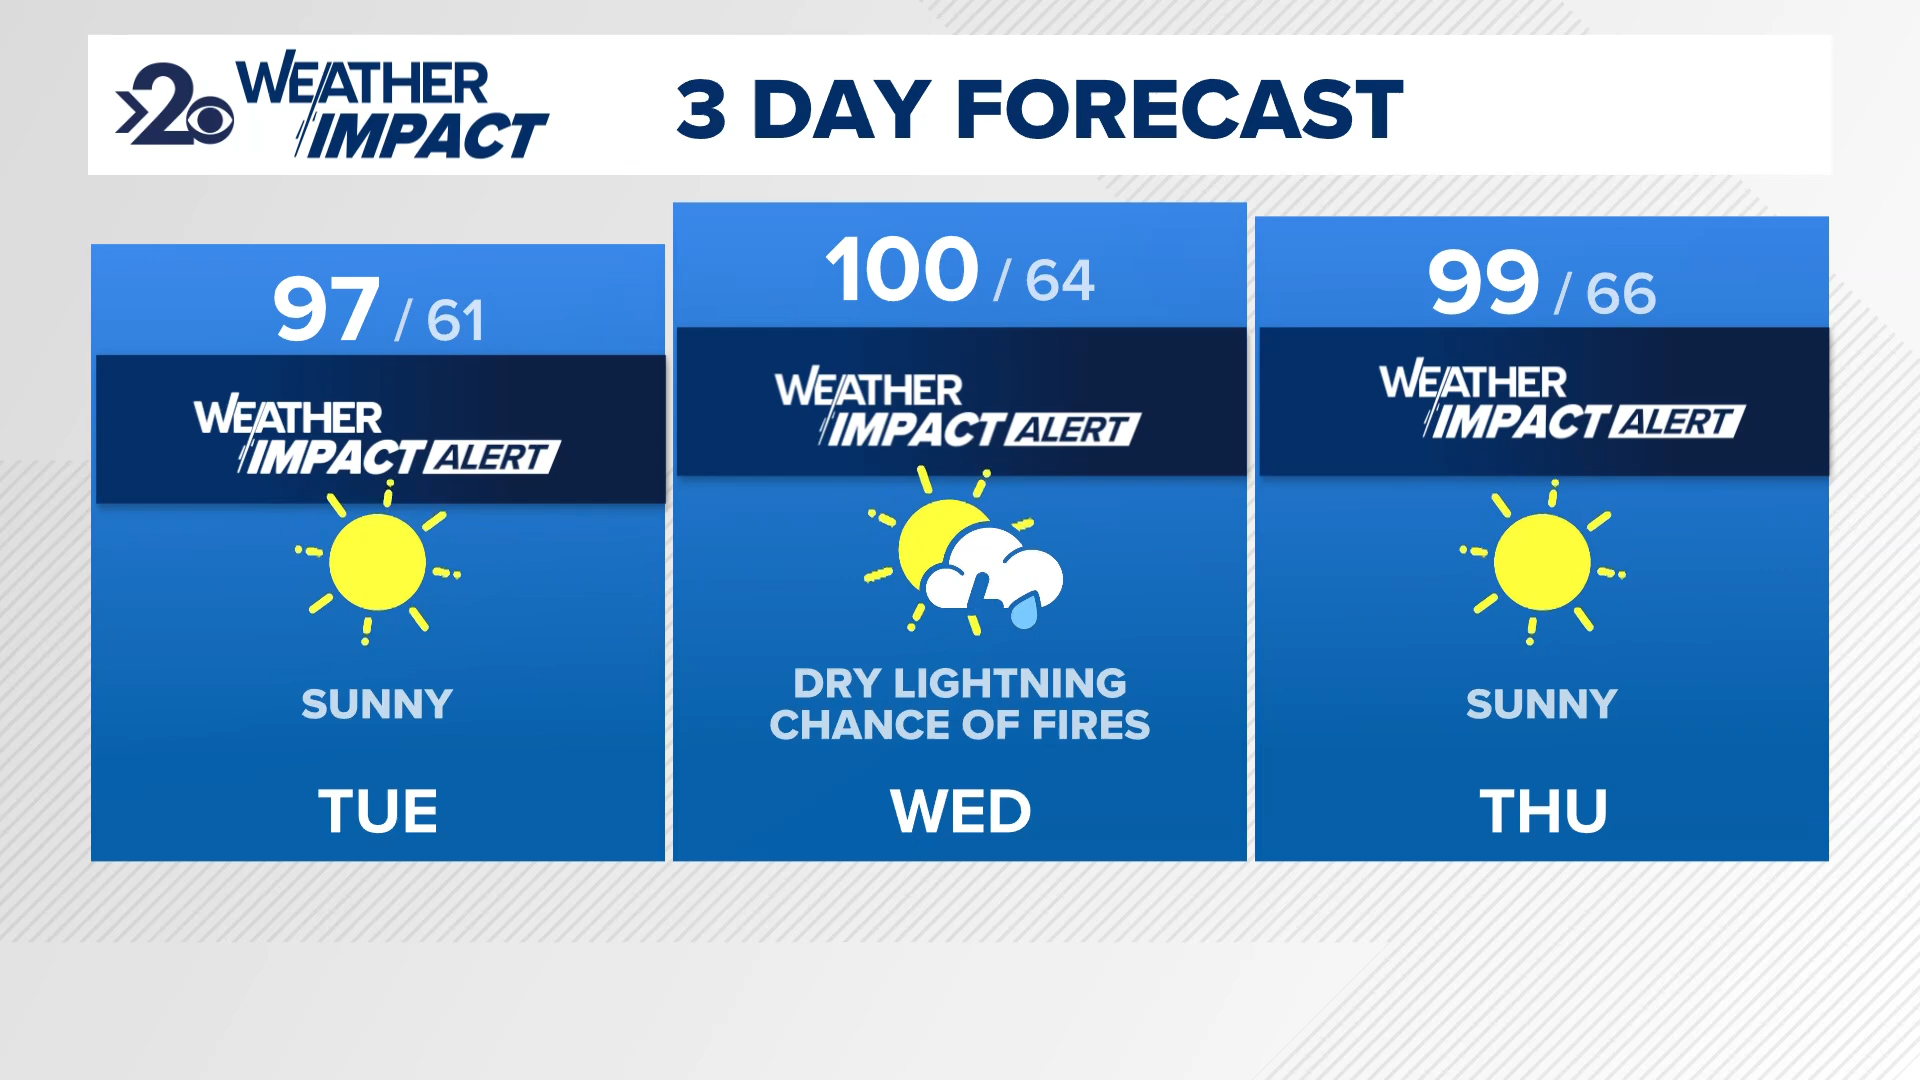 2 WEATHER IMPACT
3 DAY FORECAST
97 / 61
WEATHER
IMPACT ALERT
SUNNY
TUE
100 / 64
WEATHER
IMPACT ALERT
DRY LIGHTNING
CHANCE OF FIRES
WED
99 / 66
WEATHER
IMPACT ALERT
SUNNY
THU